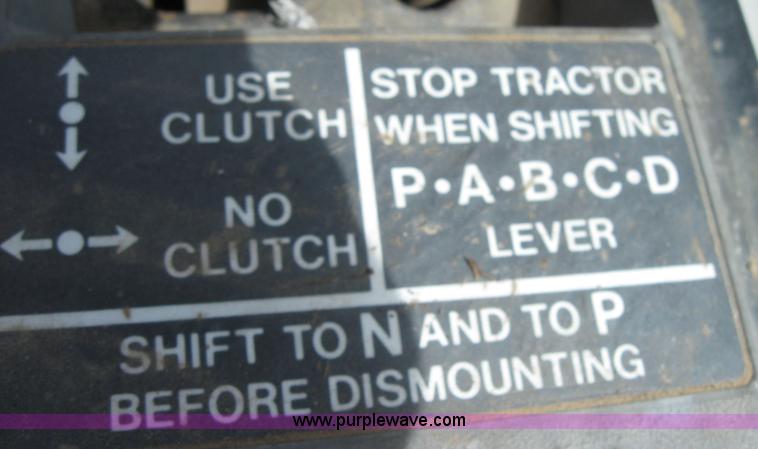 USE
CLUTCH
NO
CLUTCH
STOP TRACTOR
WHEN SHIFTING
P•A•B•C•D
LEVER
SHIFT TO N AND TO P
BEFORE DISMOUNTING
www.purplewave.com